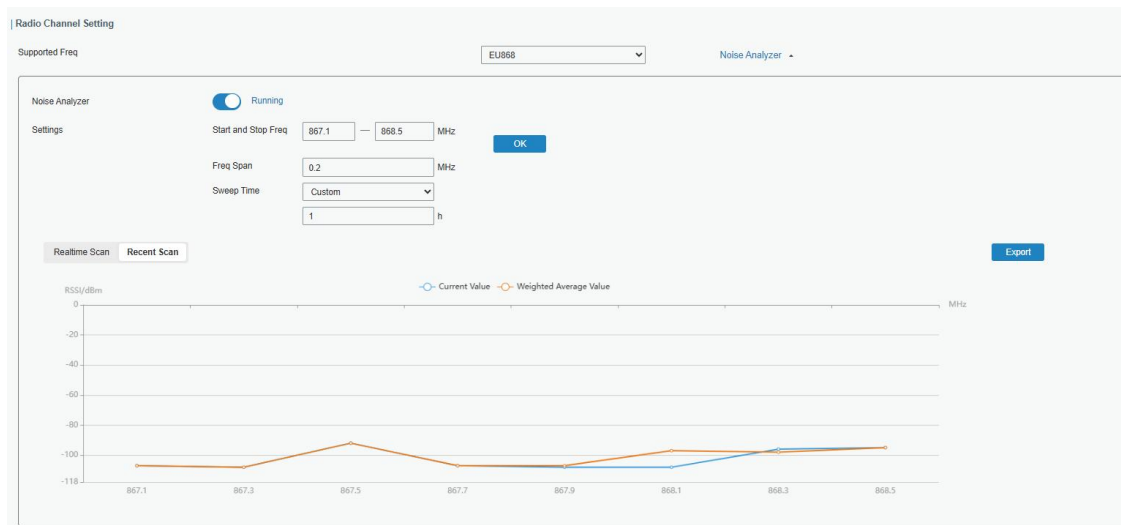 Radio Channel Setting
Supported Freq EU868 Noise Analyzer
Noise Analyzer Running
Settings Start and Stop Freq 867.1 — 868.5 MHz OK
Freq Span 0.2 MHz
Sweep Time Custom
1 h
Realtime Scan Recent Scan Export
RSSI/dBm Current Value Weighted Average Value
0 MHz
-20
-40
-60
-80
-100
-118
867.1 867.3 867.5 867.7 867.9 868.1 868.3 868.5